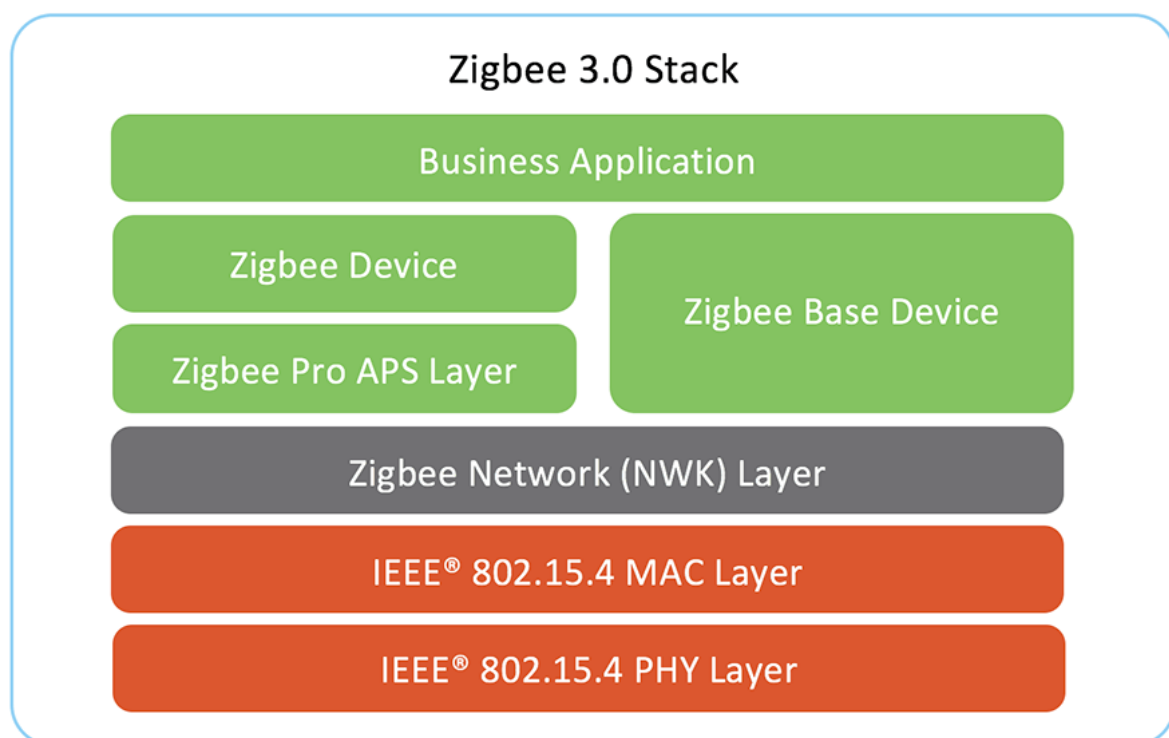 Zigbee 3.0 Stack
Business Application
Zigbee Device
Zigbee Base Device
Zigbee Pro APS Layer
Zigbee Network (NWK) Layer
IEEE® 802.15.4 MAC Layer
IEEE® 802.15.4 PHY Layer